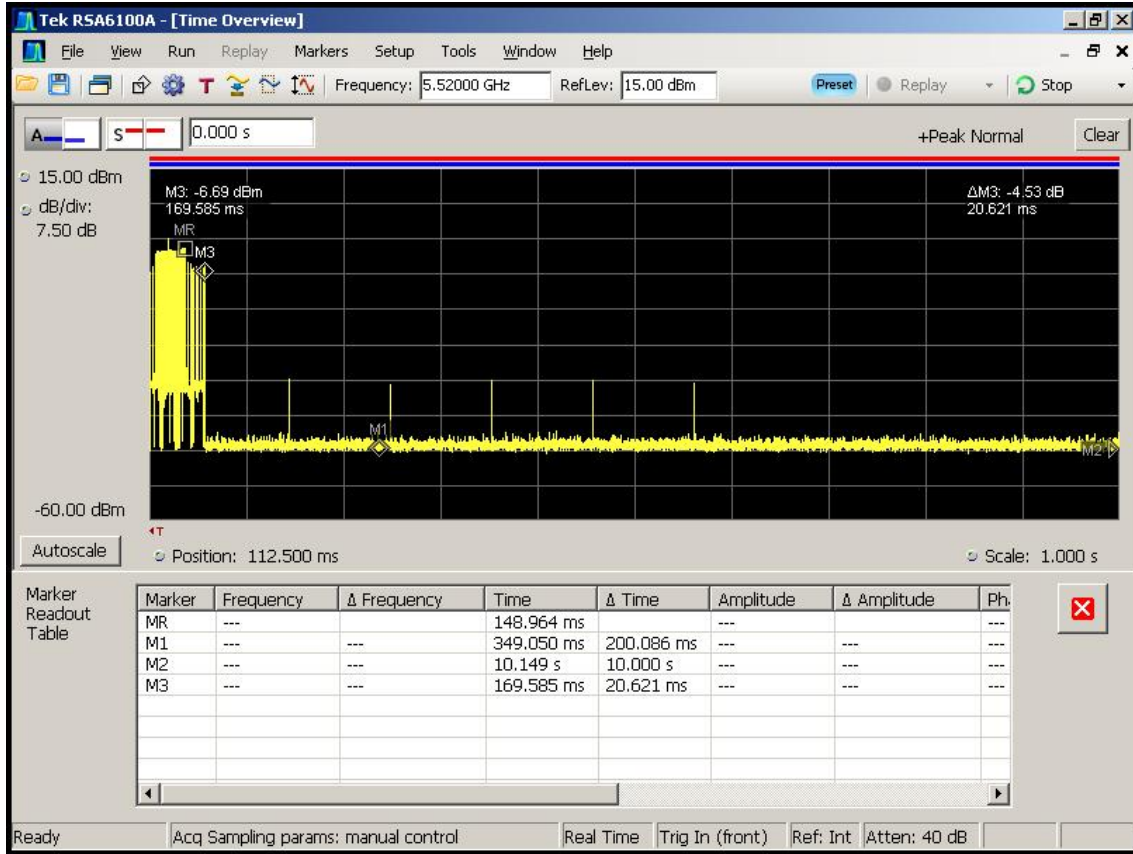 Tek RSA6100A - [Time Overview]
File View Run Replay Markers Setup Tools Window Help
T Frequency: 5.52000 GHz RefLev: 15.00 dBm Preset Replay Stop
A S 0.000 s +Peak Normal Clear
15.00 dBm
dB/div:
7.50 dB
M3: -6.69 dBm
169.585 ms
ΔM3: -4.53 dB
20.621 ms
MR
M3
M1
M2
-60.00 dBm
T
Autoscale Position: 112.500 ms Scale: 1.000 s
Marker
Readout
Table
Marker Frequency Δ Frequency Time Δ Time Amplitude Δ Amplitude
MR --- 148.964 ms --- ---
M1 --- --- 349.050 ms 200.086 ms --- --- ---
M2 --- --- 10.149 s 10.000 s --- --- ---
M3 --- --- 169.585 ms 20.621 ms --- --- ---
Ready Acq Sampling params: manual control Real Time Trig In (front) Ref: Int Atten: 40 dB